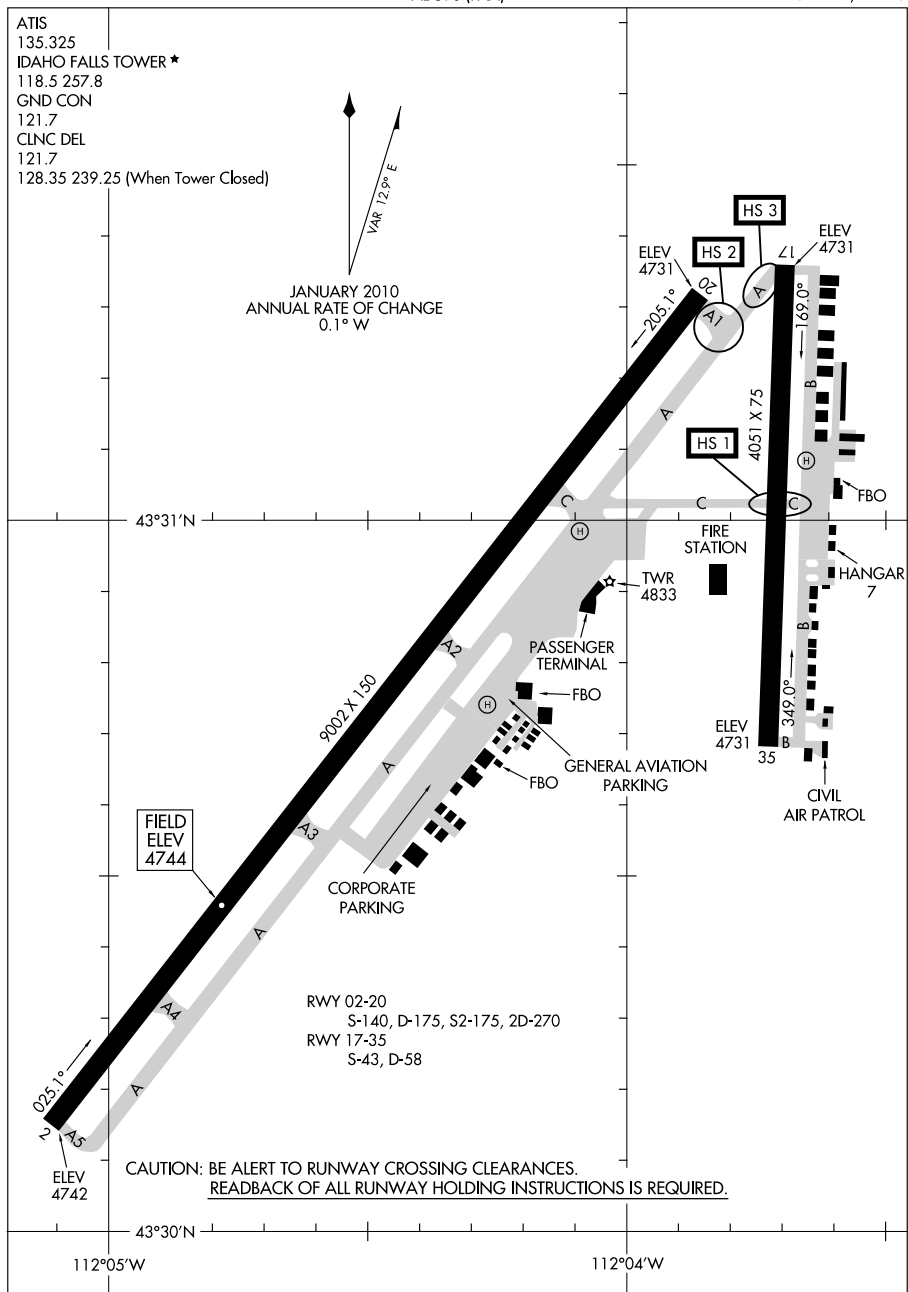 ATIS
135.325
IDAHO FALLS TOWER ★
118.5 257.8
GND CON
121.7
CLNC DEL
121.7
128.35 239.25 (When Tower Closed)
VAR 12.9° E
JANUARY 2010
ANNUAL RATE OF CHANGE
0.1° W
HS 3
HS 2
ELEV
4731
ELEV
4731
17
20
A
A1
205.1°
169.0°
B
A
4051 X 75
HS 1
H
FBO
C
C
C
43°31'N
H
FIRE
STATION
TWR
4833
HANGAR
7
PASSENGER
TERMINAL
B
A2
9002 X 150
FBO
H
349.0°
ELEV
4731
B
35
GENERAL AVIATION
PARKING
A
FBO
CIVIL
AIR PATROL
A3
FIELD
ELEV
4744
CORPORATE
PARKING
A
RWY 02-20
S-140, D-175, S2-175, 2D-270
RWY 17-35
S-43, D-58
A4
025.1°
A
2
A5
ELEV
4742
CAUTION: BE ALERT TO RUNWAY CROSSING CLEARANCES.
READBACK OF ALL RUNWAY HOLDING INSTRUCTIONS IS REQUIRED.
43°30'N
112°05'W
112°04'W